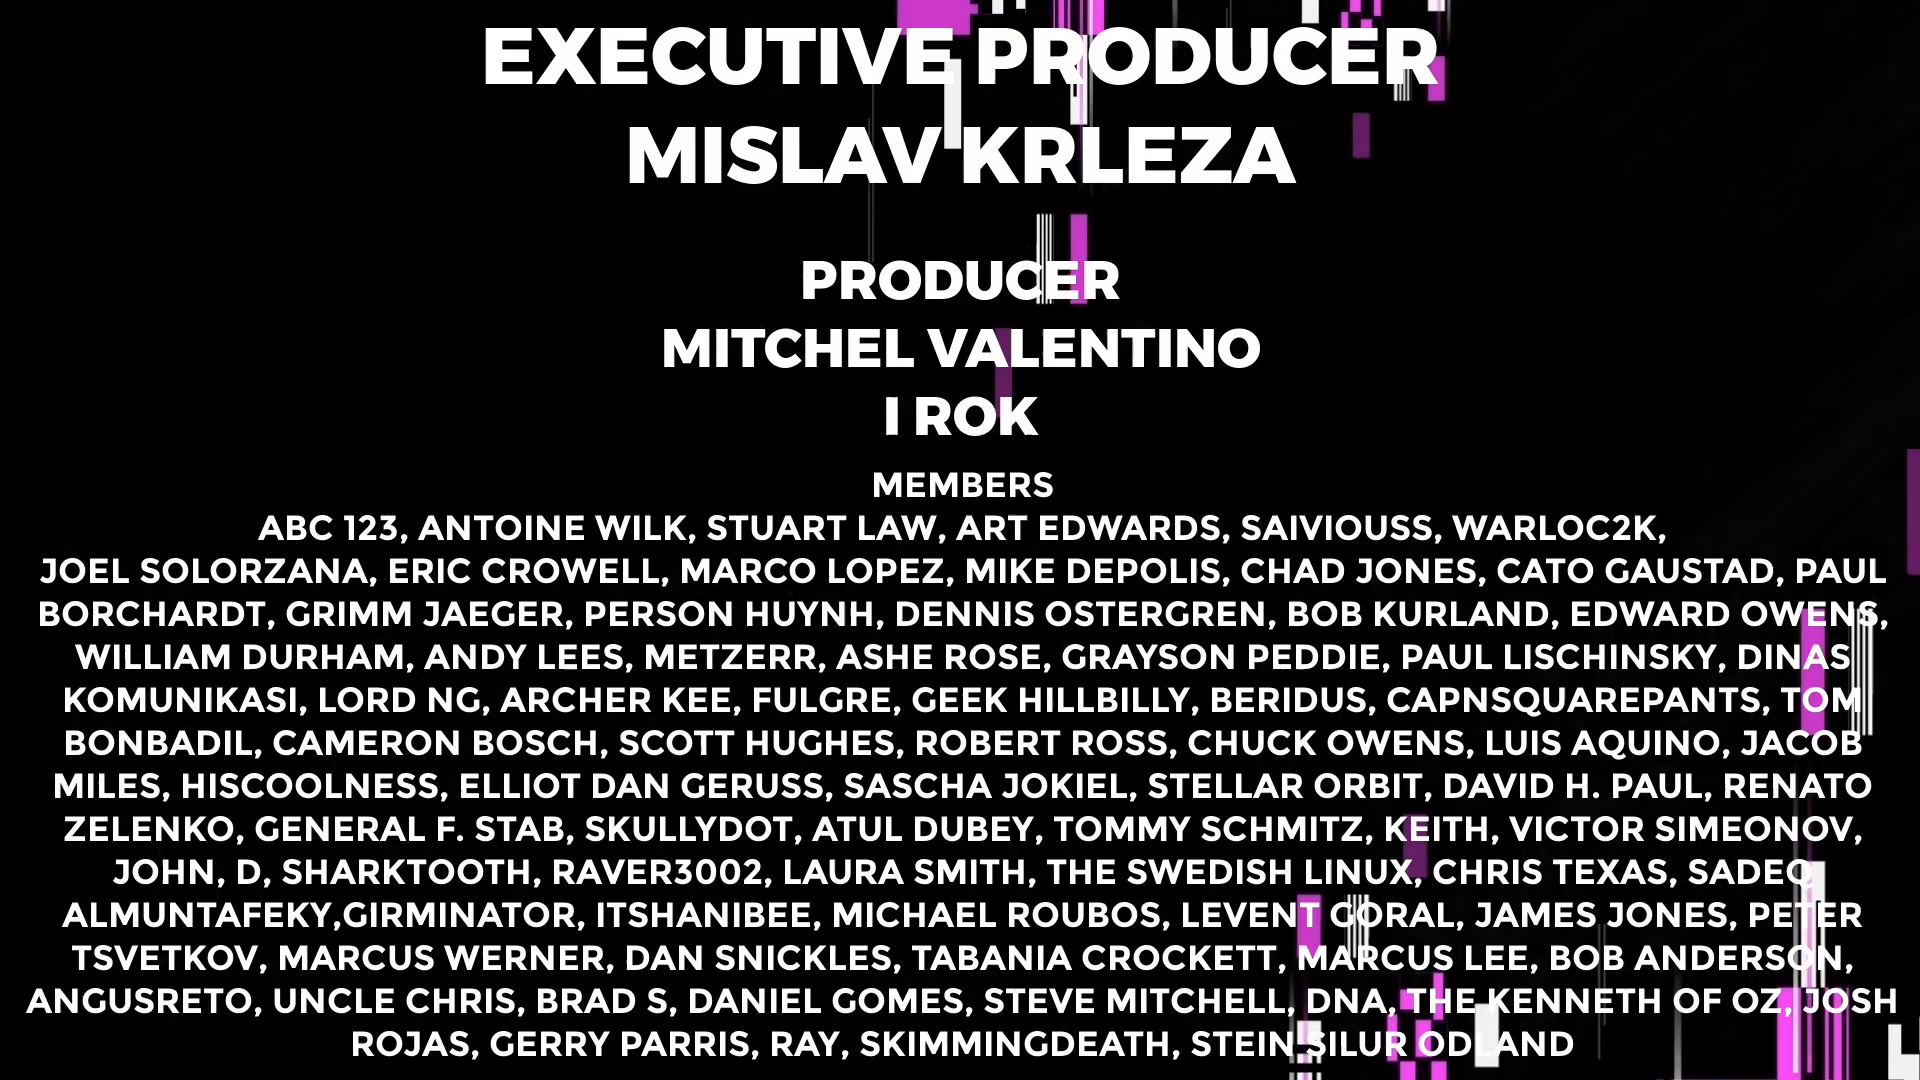 EXECUTIVE PRODUCER
MISLAV KRLEZA
PRODUCER
MITCHEL VALENTINO
I ROK
MEMBERS
ABC 123, ANTOINE WILK, STUART LAW, ART EDWARDS, SAIVIOUSS, WARLOC2K,
JOEL SOLORZANA, ERIC CROWELL, MARCO LOPEZ, MIKE DEPOLIS, CHAD JONES, CATO GAUSTAD, PAUL
BORCHARDT, GRIMM JAEGER, PERSON HUYNH, DENNIS OSTERGREN, BOB KURLAND, EDWARD OWENS,
WILLIAM DURHAM, ANDY LEES, METZERR, ASHE ROSE, GRAYSON PEDDIE, PAUL LISCHINSKY, DINAS
KOMUNIKASI, LORD NG, ARCHER KEE, FULGRE, GEEK HILLBILLY, BERIDUS, CAPNSQUAREPANTS, TOM
BONBADIL, CAMERON BOSCH, SCOTT HUGHES, ROBERT ROSS, CHUCK OWENS, LUIS AQUINO, JACOB
MILES, HISCOOLNESS, ELLIOT DAN GERUSS, SASCHA JOKIEL, STELLAR ORBIT, DAVID H. PAUL, RENATO
ZELENKO, GENERAL F. STAB, SKULLYDOT, ATUL DUBEY, TOMMY SCHMITZ, KEITH, VICTOR SIMEONOV,
JOHN, D, SHARKTOOTH, RAVER3002, LAURA SMITH, THE SWEDISH LINUX, CHRIS TEXAS, SADEQ
ALMUNTAFEKY,GIRMINATOR, ITSHANIBEE, MICHAEL ROUBOS, LEVENT GORAL, JAMES JONES, PETER
TSVETKOV, MARCUS WERNER, DAN SNICKLES, TABANIA CROCKETT, MARCUS LEE, BOB ANDERSON,
ANGUSRETO, UNCLE CHRIS, BRAD S, DANIEL GOMES, STEVE MITCHELL, DNA, THE KENNETH OF OZ, JOSH
ROJAS, GERRY PARRIS, RAY, SKIMMINGDEATH, STEIN SILUR ODLAND